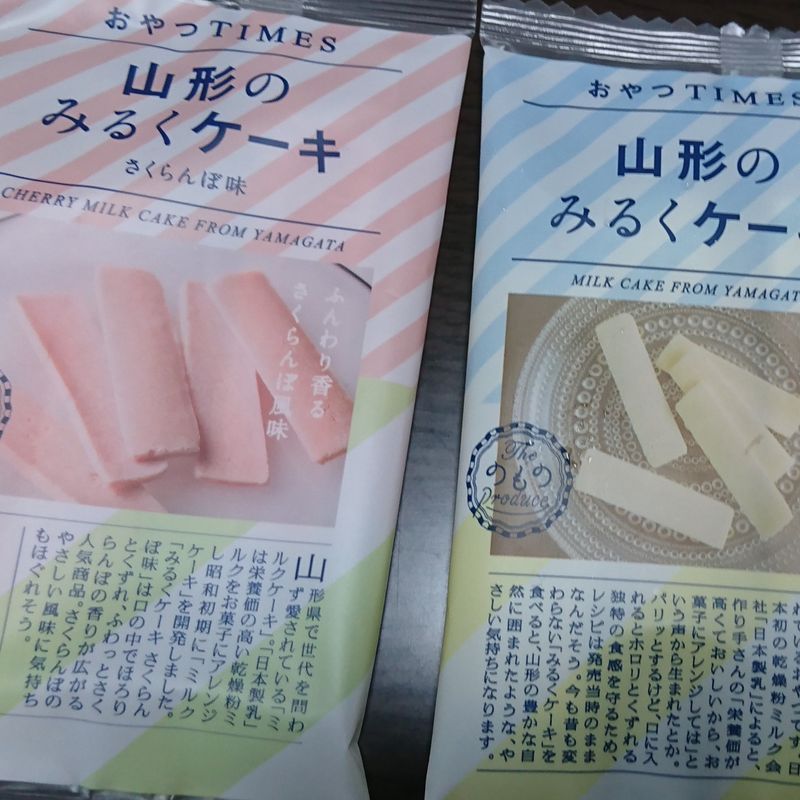 おやつTIMES
山形の
みるくケーキ
さくらんぼ味
CHERRY MILK CAKE FROM YAMAGATA
ふんわり香る
さくらんぼ風味
山形県で世代を問わ
ず愛されている「ミ
ルクケーキ」。「日本製乳」
は栄養価の高い乾燥粉ミ
ルクをお菓子にアレンジ
し昭和初期に「ミルク
ケーキ」を開発しました。
「みるくケーキ さくらん
ぼ味」は口の中でほろり
とくずれ、ふわっとさく
らんぼの香りが広がる
人気商品。さくらんぼの
やさしい風味に気持ち
もほぐれそう。
おやつTIMES
山形の
みるくケー
MILK CAKE FROM YAMAGAT
The
のもの
Produce
れているおやつです。日
本初の乾燥粉ミルク会
社「日本製乳」によると、
作り手さんの「栄養価が
高くておいしいから、お
菓子にアレンジしては」と
いう声から生まれたとか。
パリッとするけど、口に入
れるとホロリとくずれる
独特の食感を守るため、
レシピは発売当時のまま
なんだそう。今も昔も変
わらない「みるくケーキ」を
食べると、山形の豊かな自
然に囲まれたような、や
さしい気持ちになります。